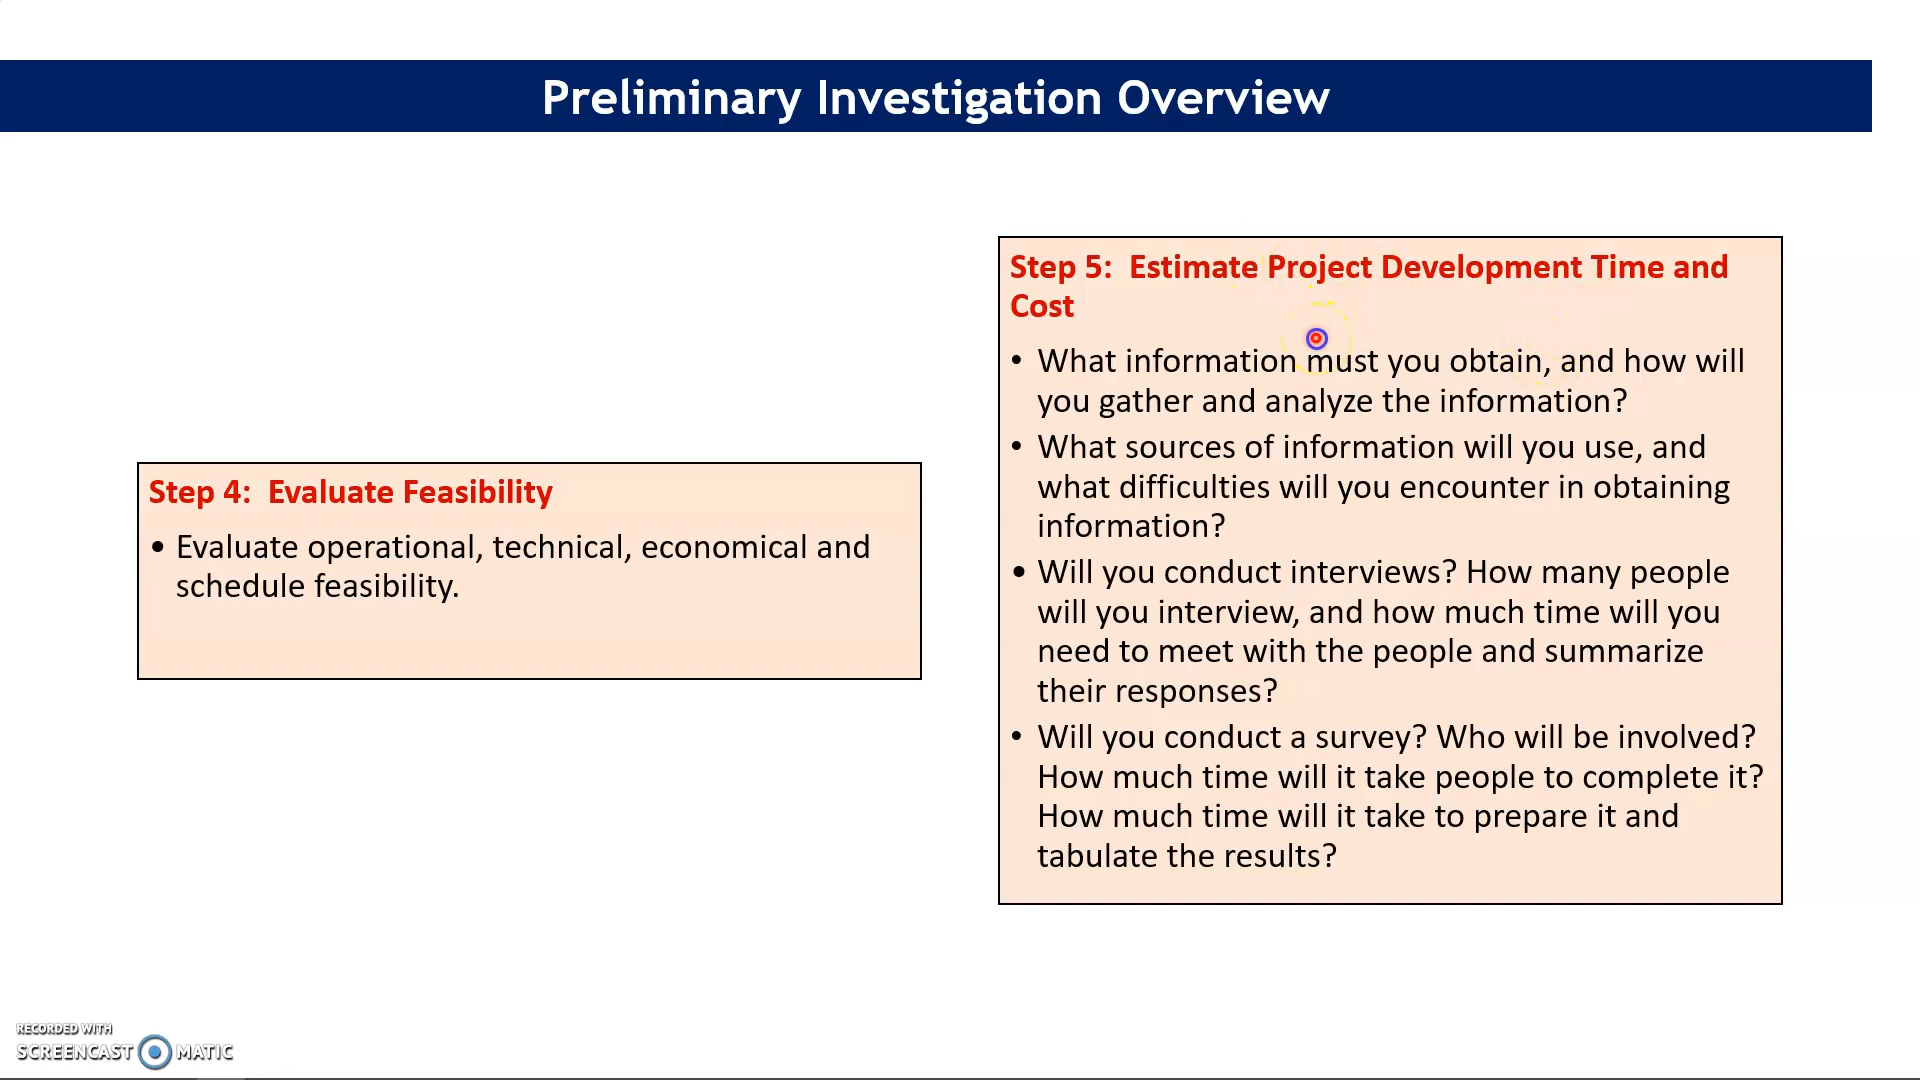 Preliminary Investigation Overview
Step 4: Evaluate Feasibility
• Evaluate operational, technical, economical and
schedule feasibility.
Step 5: Estimate Project Development Time and
Cost
• What information must you obtain, and how will
you gather and analyze the information?
• What sources of information will you use, and
what difficulties will you encounter in obtaining
information?
• Will you conduct interviews? How many people
will you interview, and how much time will you
need to meet with the people and summarize
their responses?
• Will you conduct a survey? Who will be involved?
How much time will it take people to complete it?
How much time will it take to prepare it and
tabulate the results?
RECORDED WITH
SCREENCAST MATIC